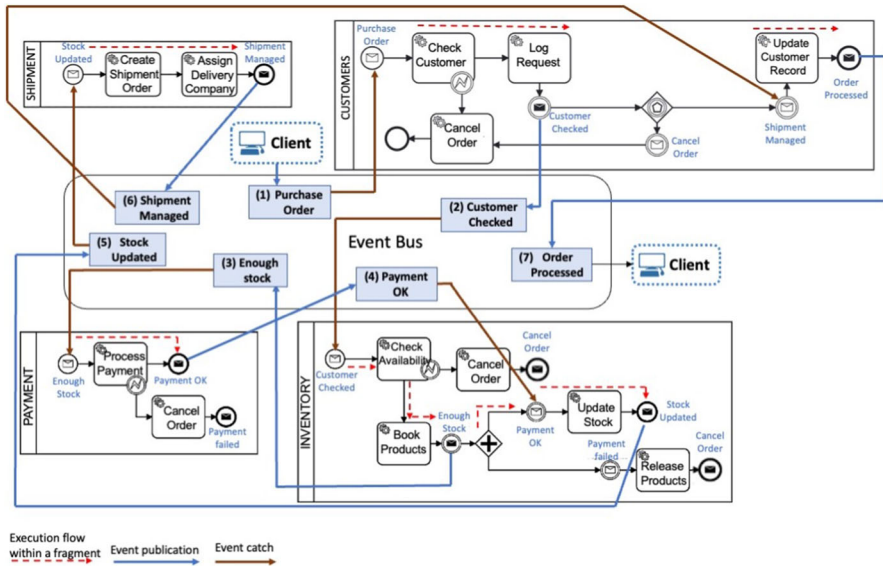 SHIPMENT
Stock
Updated
Create
Shipment
Order
Assign
Delivery
Company
Shipment
Managed
CUSTOMERS
Purchase
Order
Check
Customer
Log
Request
Customer
Checked
Cancel
Order
Cancel
Order
Shipment
Managed
Update
Customer
Record
Order
Processed
Client
(1) Purchase
Order
(6) Shipment
Managed
(2) Customer
Checked
(5) Stock
Updated
Event Bus
(3) Enough
stock
(4) Payment
OK
(7) Order
Processed
Client
PAYMENT
Enough
Stock
Process
Payment
Payment OK
Cancel
Order
Payment
failed
INVENTORY
Customer
Checked
Check
Availability
Cancel
Order
Cancel
Order
Book
Products
Enough
Stock
Payment
OK
Update
Stock
Stock
Updated
Payment
failed
Release
Products
Cancel
Order
Execution flow
within a fragment
Event publication
Event catch